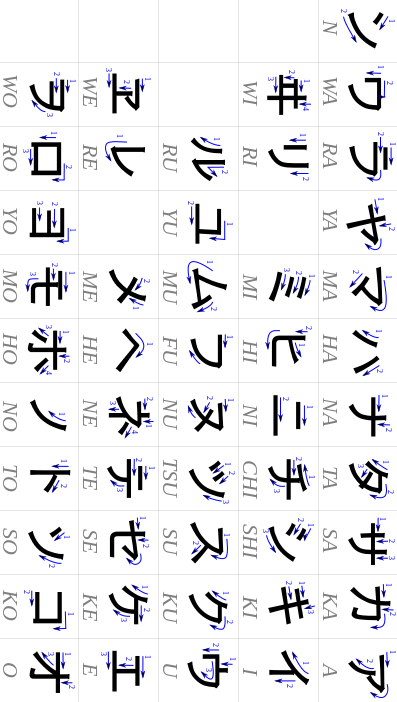 ン ワ ラ ヤ マ ハ ナ タ サ カ ア
N WA RA YA MA HA NA TA SA KA A
ヰ リ ミ ヒ ニ チ シ キ イ
WI RI MI HI NI CHI SHI KI I
ル ユ ム フ ヌ ツ ス ク ウ
RU YU MU FU NU TSU SU KU U
ヱ レ メ ヘ ネ テ セ ケ エ
WE RE ME HE NE TE SE KE E
ヲ ロ ヨ モ ホ ノ ト ソ コ オ
WO RO YO MO HO NO TO SO KO O